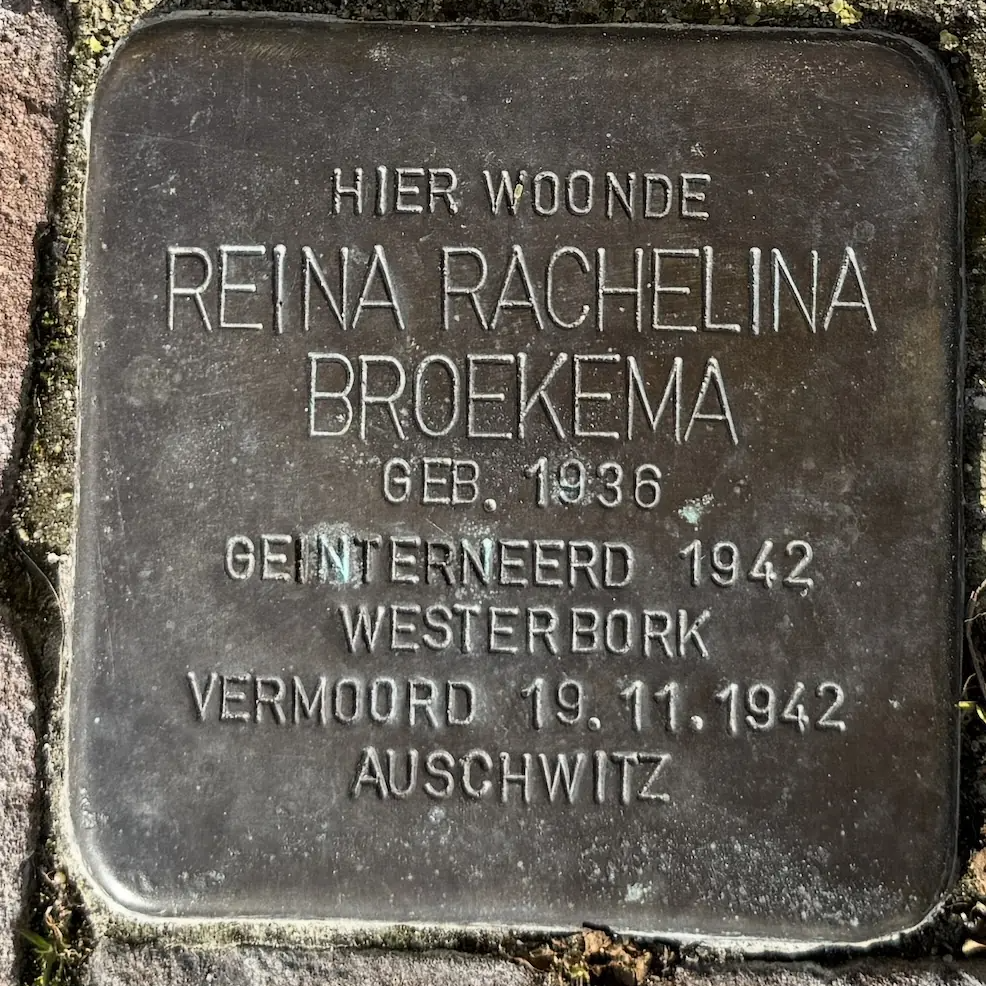 HIER WOONDE
REINA RACHELINA
BROEKEMA
GEB. 1936
GEINTERNEERD 1942
WESTERBORK
VERMOORD 19.11.1942
AUSCHWITZ